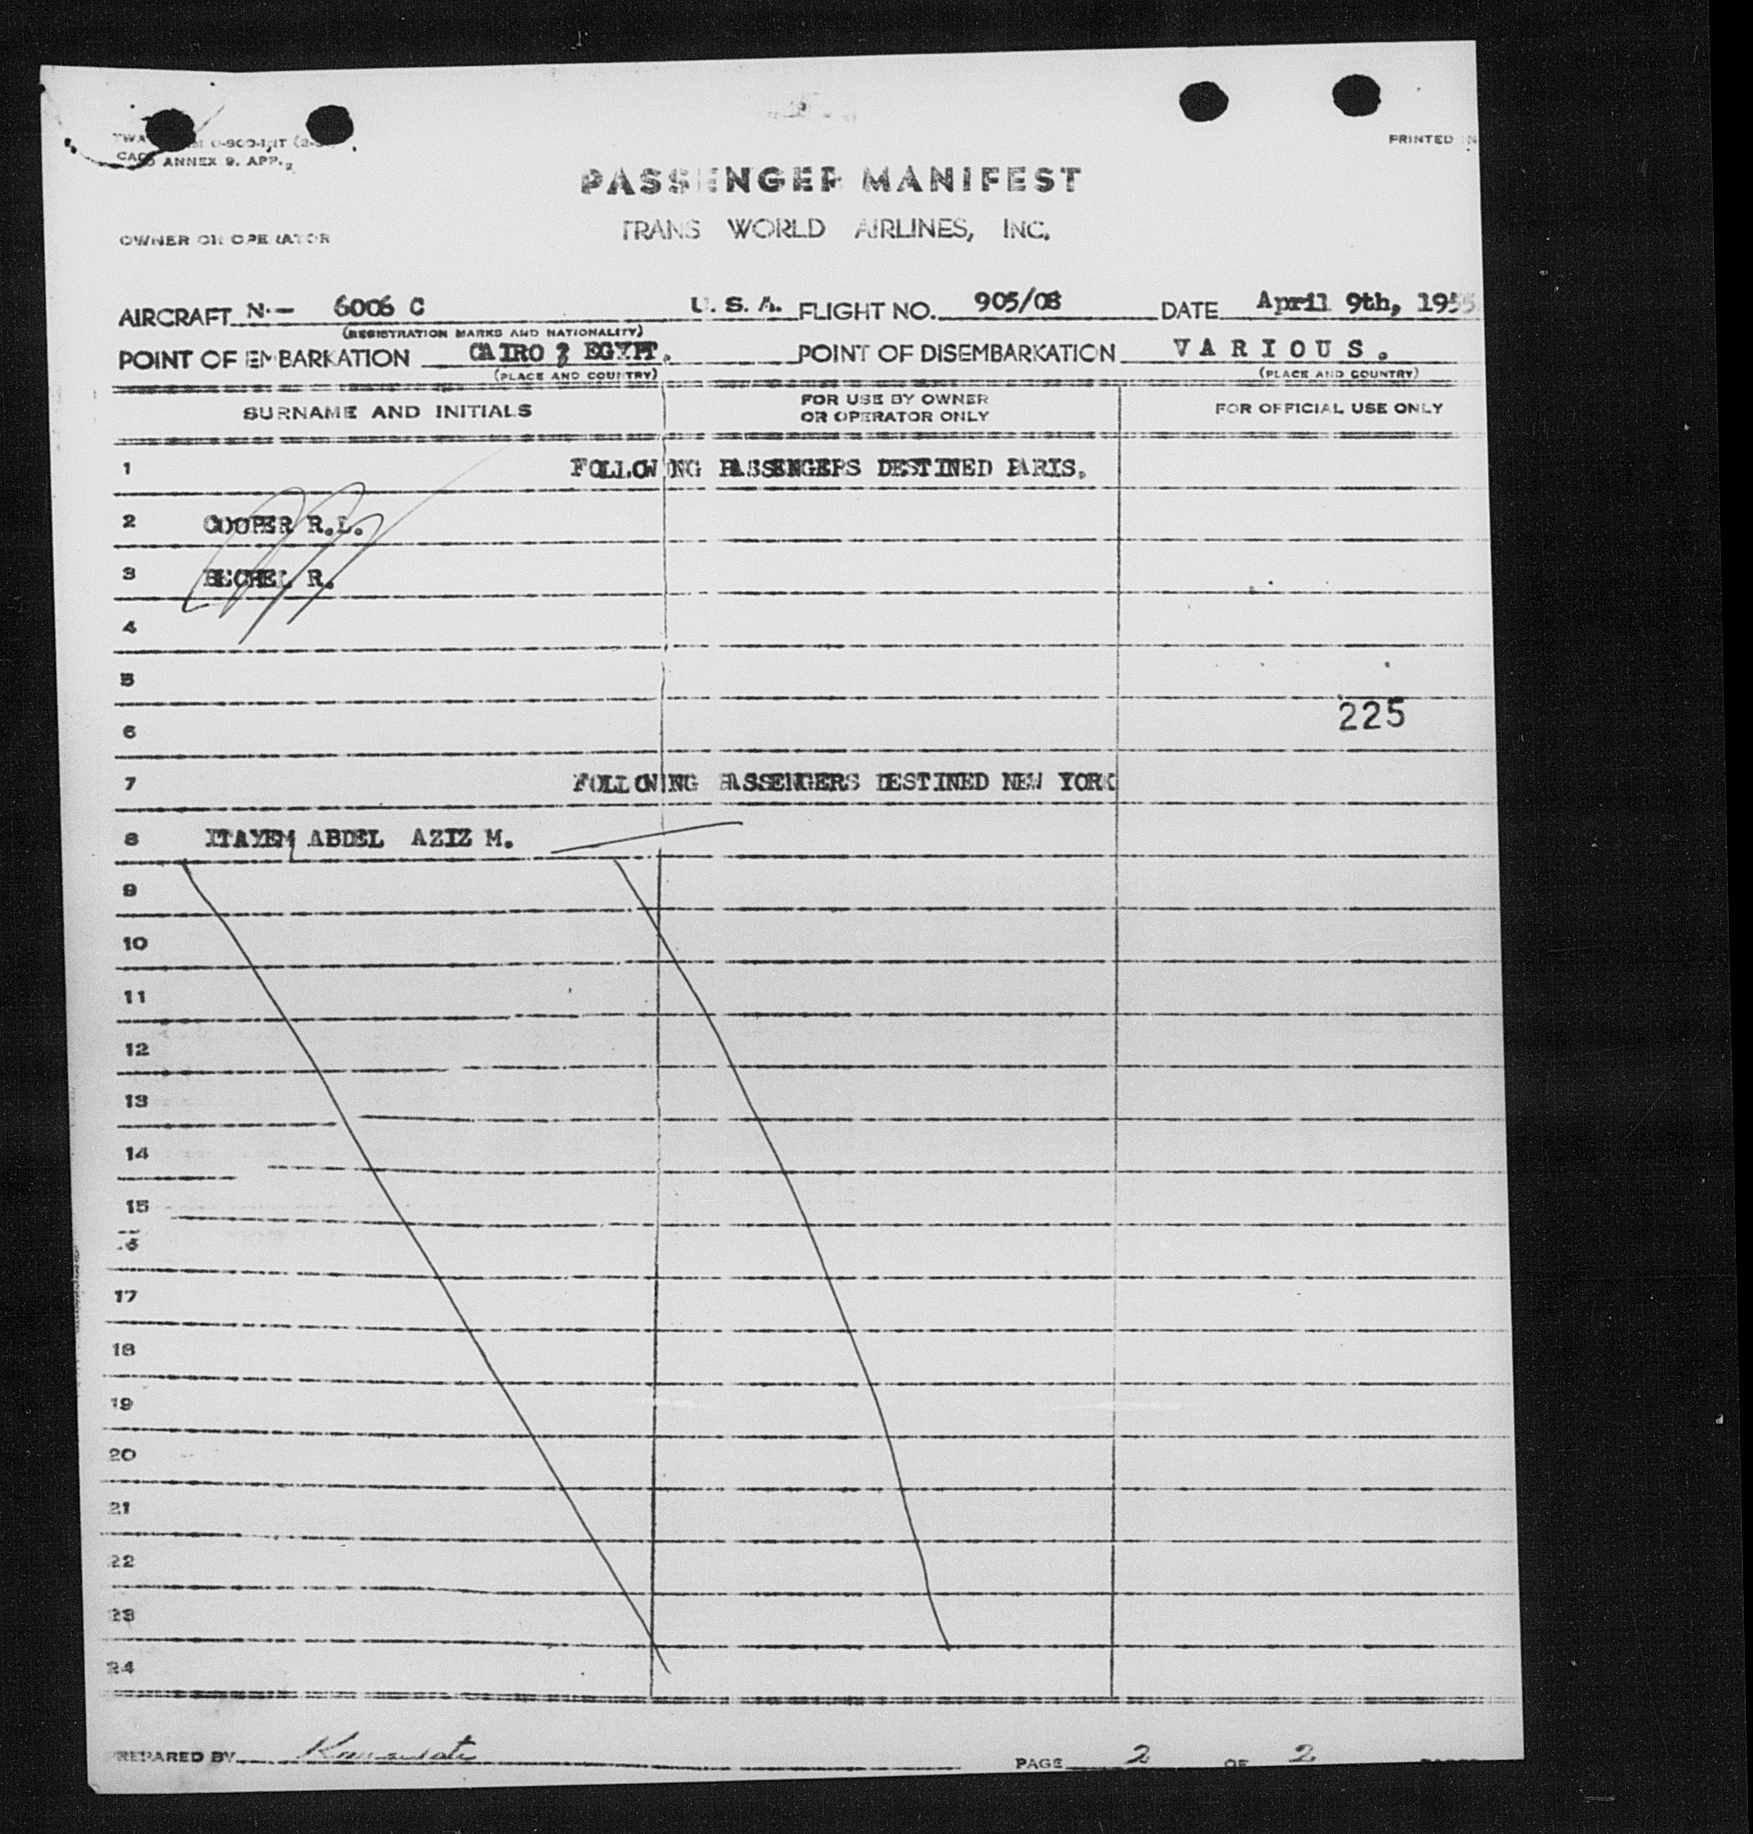 CAO ANNEX 9. APP.
PRINTED IN
PASSENGER MANIFEST
TRANS WORLD AIRLINES, INC.
OWNER OR OPERATOR
AIRCRAFT N.— 6006 C U. S. A. FLIGHT NO. 905/08 DATE April 9th, 1955
(REGISTRATION MARKS AND NATIONALITY)
POINT OF EMBARKATION CAIRO EGYPT. POINT OF DISEMBARKATION VARIOUS.
(PLACE AND COUNTRY) (PLACE AND COUNTRY)
SURNAME AND INITIALS FOR USE BY OWNER OR OPERATOR ONLY FOR OFFICIAL USE ONLY
1 FOLLOWING PASSENGERS DESTINED PARIS.
2 COOPER R.L.
3 R.
4
5
225
6
7 FOLLOWING PASSENGERS DESTINED NEW YORK
8 ITAYEM ABDEL AZIZ M.
9
10
11
12
13
14
15
16
17
18
19
20
21
22
23
24
PREPARED BY PAGE 2 OF 2